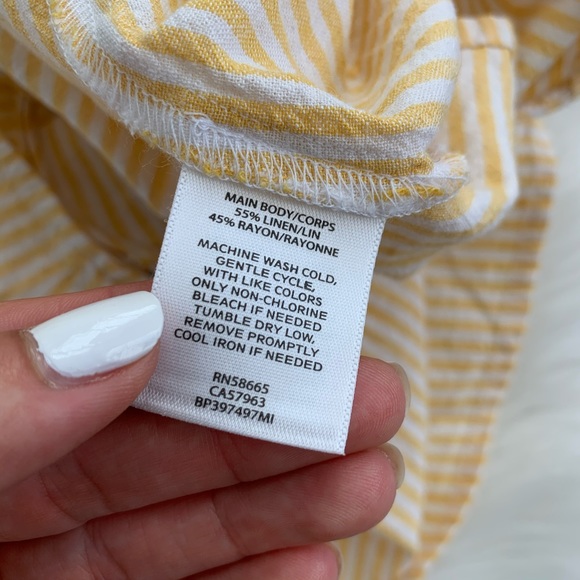 MAIN BODY/CORPS
55% LINEN/LIN
45% RAYON/RAYONNE
MACHINE WASH COLD,
GENTLE CYCLE,
WITH LIKE COLORS
ONLY NON-CHLORINE
BLEACH IF NEEDED
TUMBLE DRY LOW,
REMOVE PROMPTLY
COOL IRON IF NEEDED
RN58665
CA57963
BP397497MI